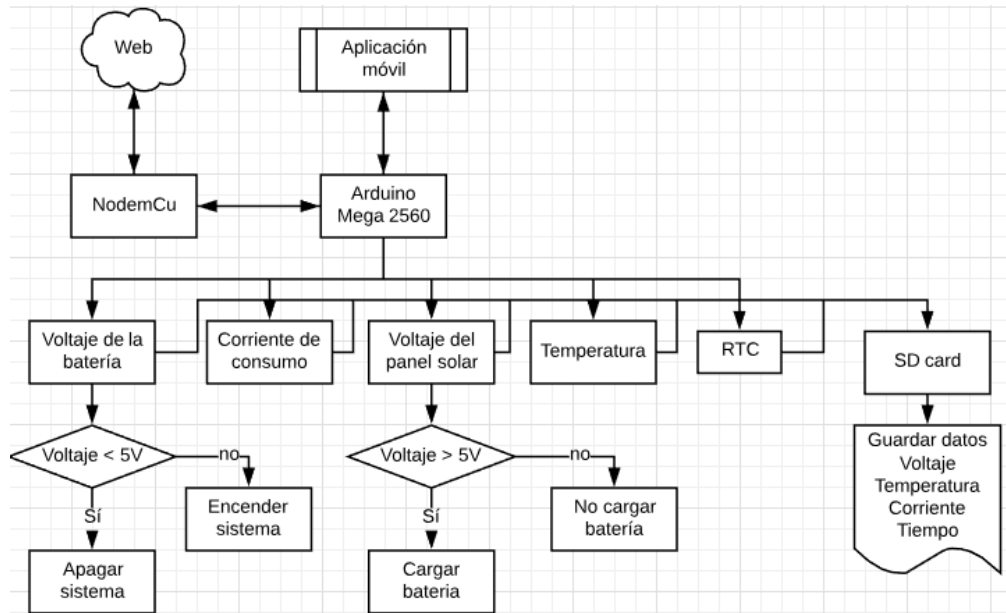 Web
Aplicación
móvil
NodemCu
Arduino
Mega 2560
Voltaje de la
batería
Corriente de
consumo
Voltaje del
panel solar
Temperatura
RTC
SD card
Voltaje < 5V
no
Voltaje > 5V
no
Guardar datos
Voltaje
Temperatura
Corriente
Tiempo
Encender
sistema
No cargar
batería
Sí
Sí
Apagar
sistema
Cargar
bateria